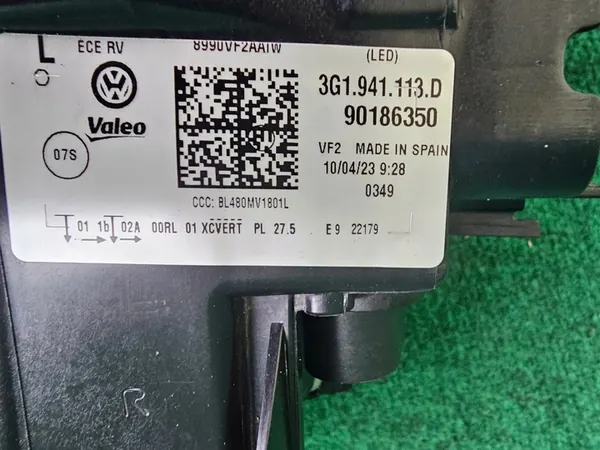 L ECE RV 8990VF2AAIW (LED)
3G1.941.113.D
Valeo 90186350
07S VF2 MADE IN SPAIN
10/04/23 9:28
0349
CCC: BL480MV1801L
01 1b 02A 00RL 01 XCVERT PL 27.5 E9 22179
R